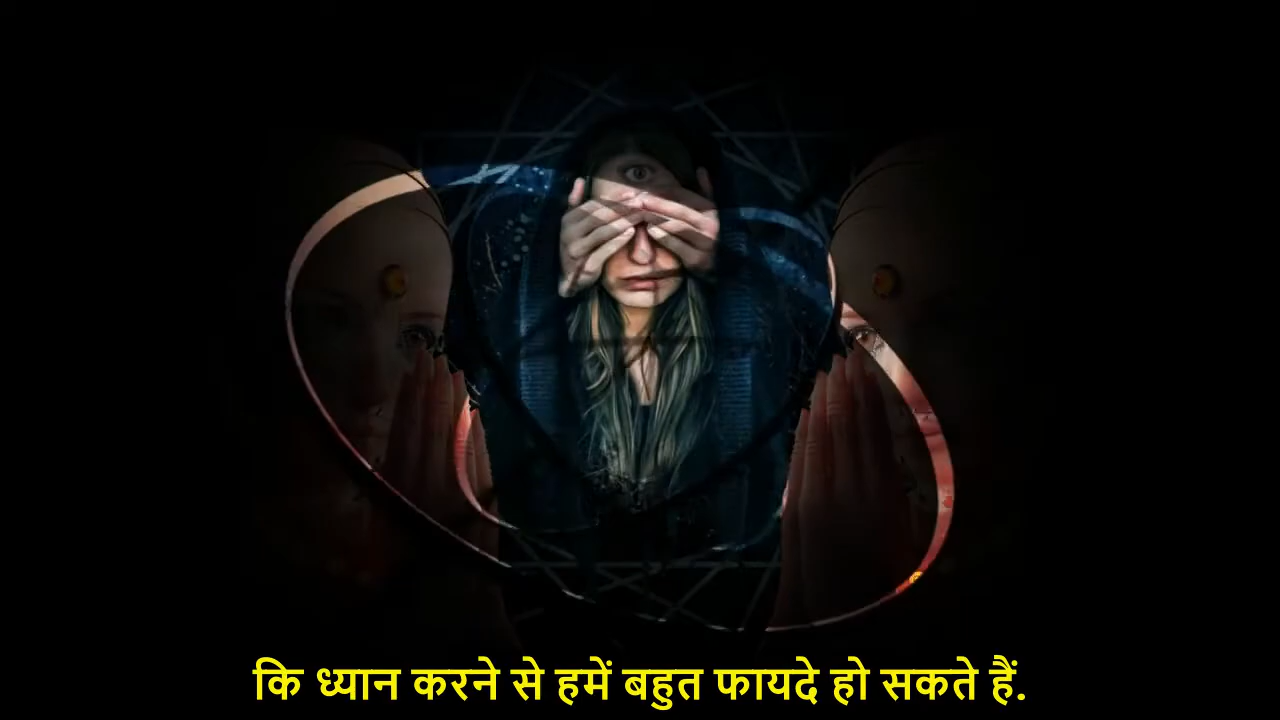 कि ध्यान करने से हमें बहुत फायदे हो सकते हैं.